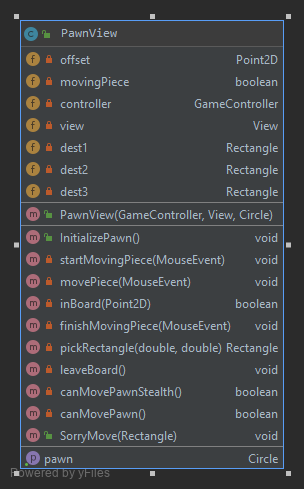 PawnView
offset Point2D
movingPiece boolean
controller GameController
view View
dest1 Rectangle
dest2 Rectangle
dest3 Rectangle
PawnView(GameController, View, Circle)
InitializePawn() void
startMovingPiece(MouseEvent) void
movePiece(MouseEvent) void
inBoard(Point2D) boolean
finishMovingPiece(MouseEvent) void
pickRectangle(double, double) Rectangle
leaveBoard() void
canMovePawnStealth() boolean
canMovePawn() boolean
SorryMove(Rectangle) void
pawn Circle
Powered by yFiles